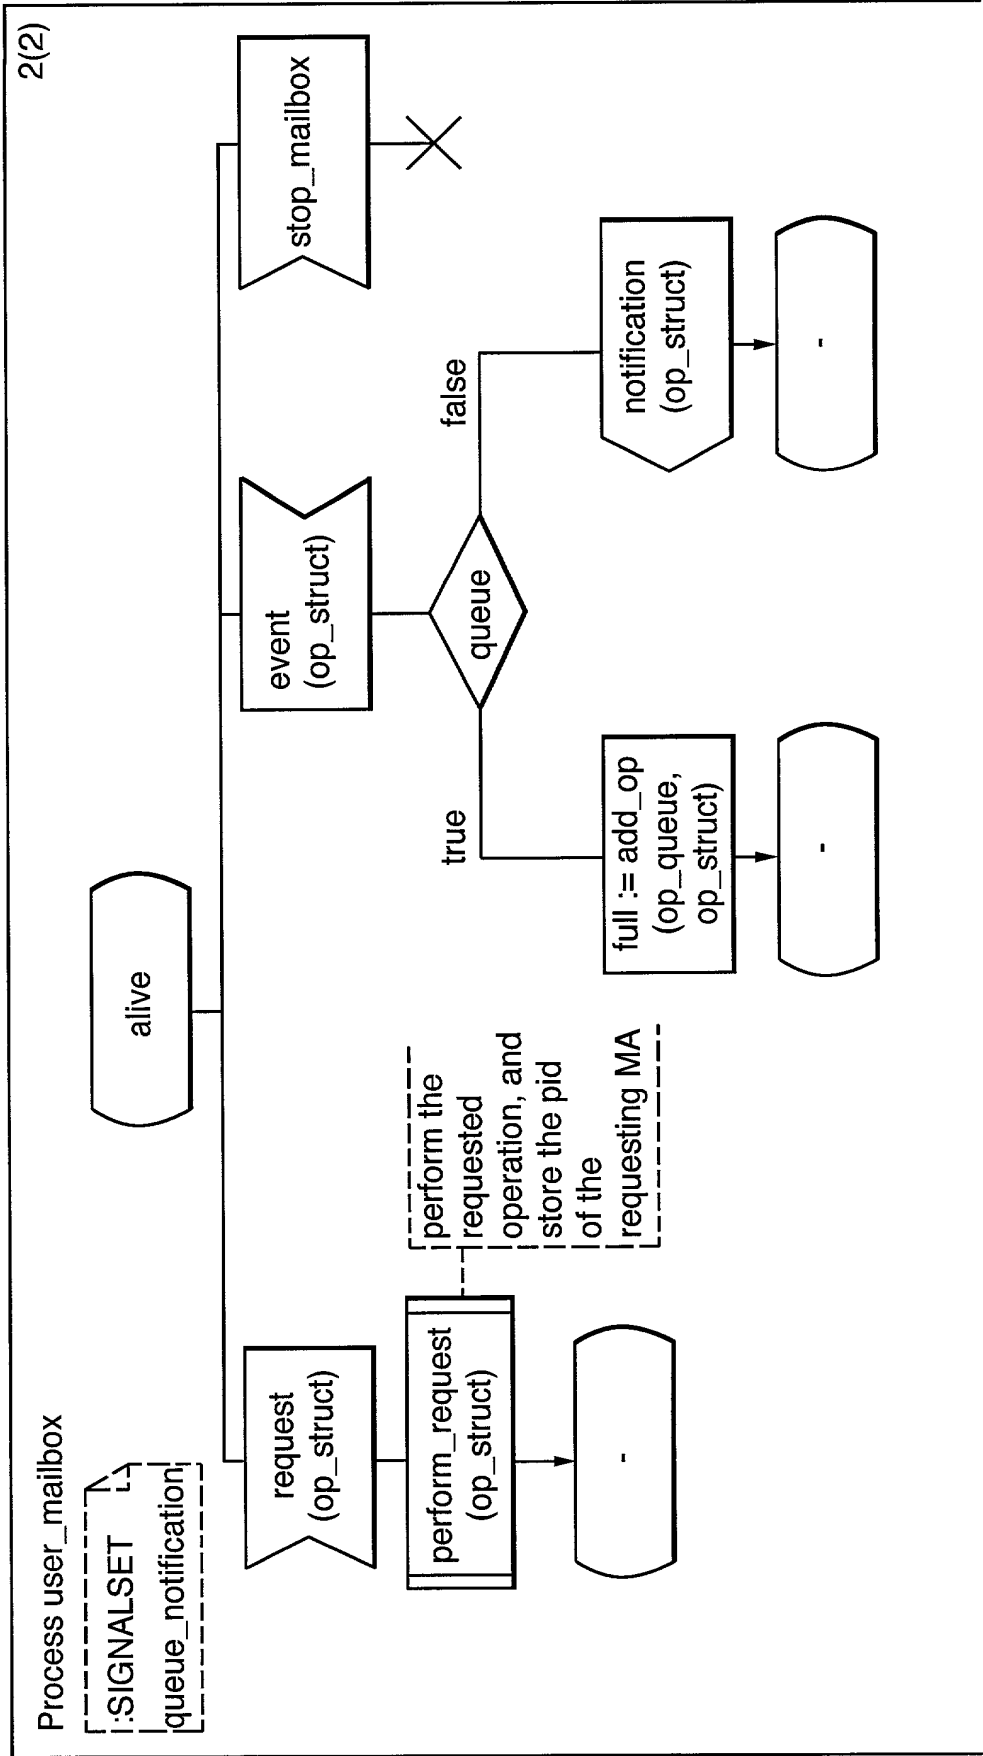 Process user_mailbox
2(2)
:SIGNALSET
queue_notification
alive
request
(op_struct)
event
(op_struct)
stop_mailbox
perform_request
(op_struct)
perform the
requested
operation, and
store the pid
of the
requesting MA
queue
true
false
full := add_op
(op_queue,
op_struct)
notification
(op_struct)
-
-
-